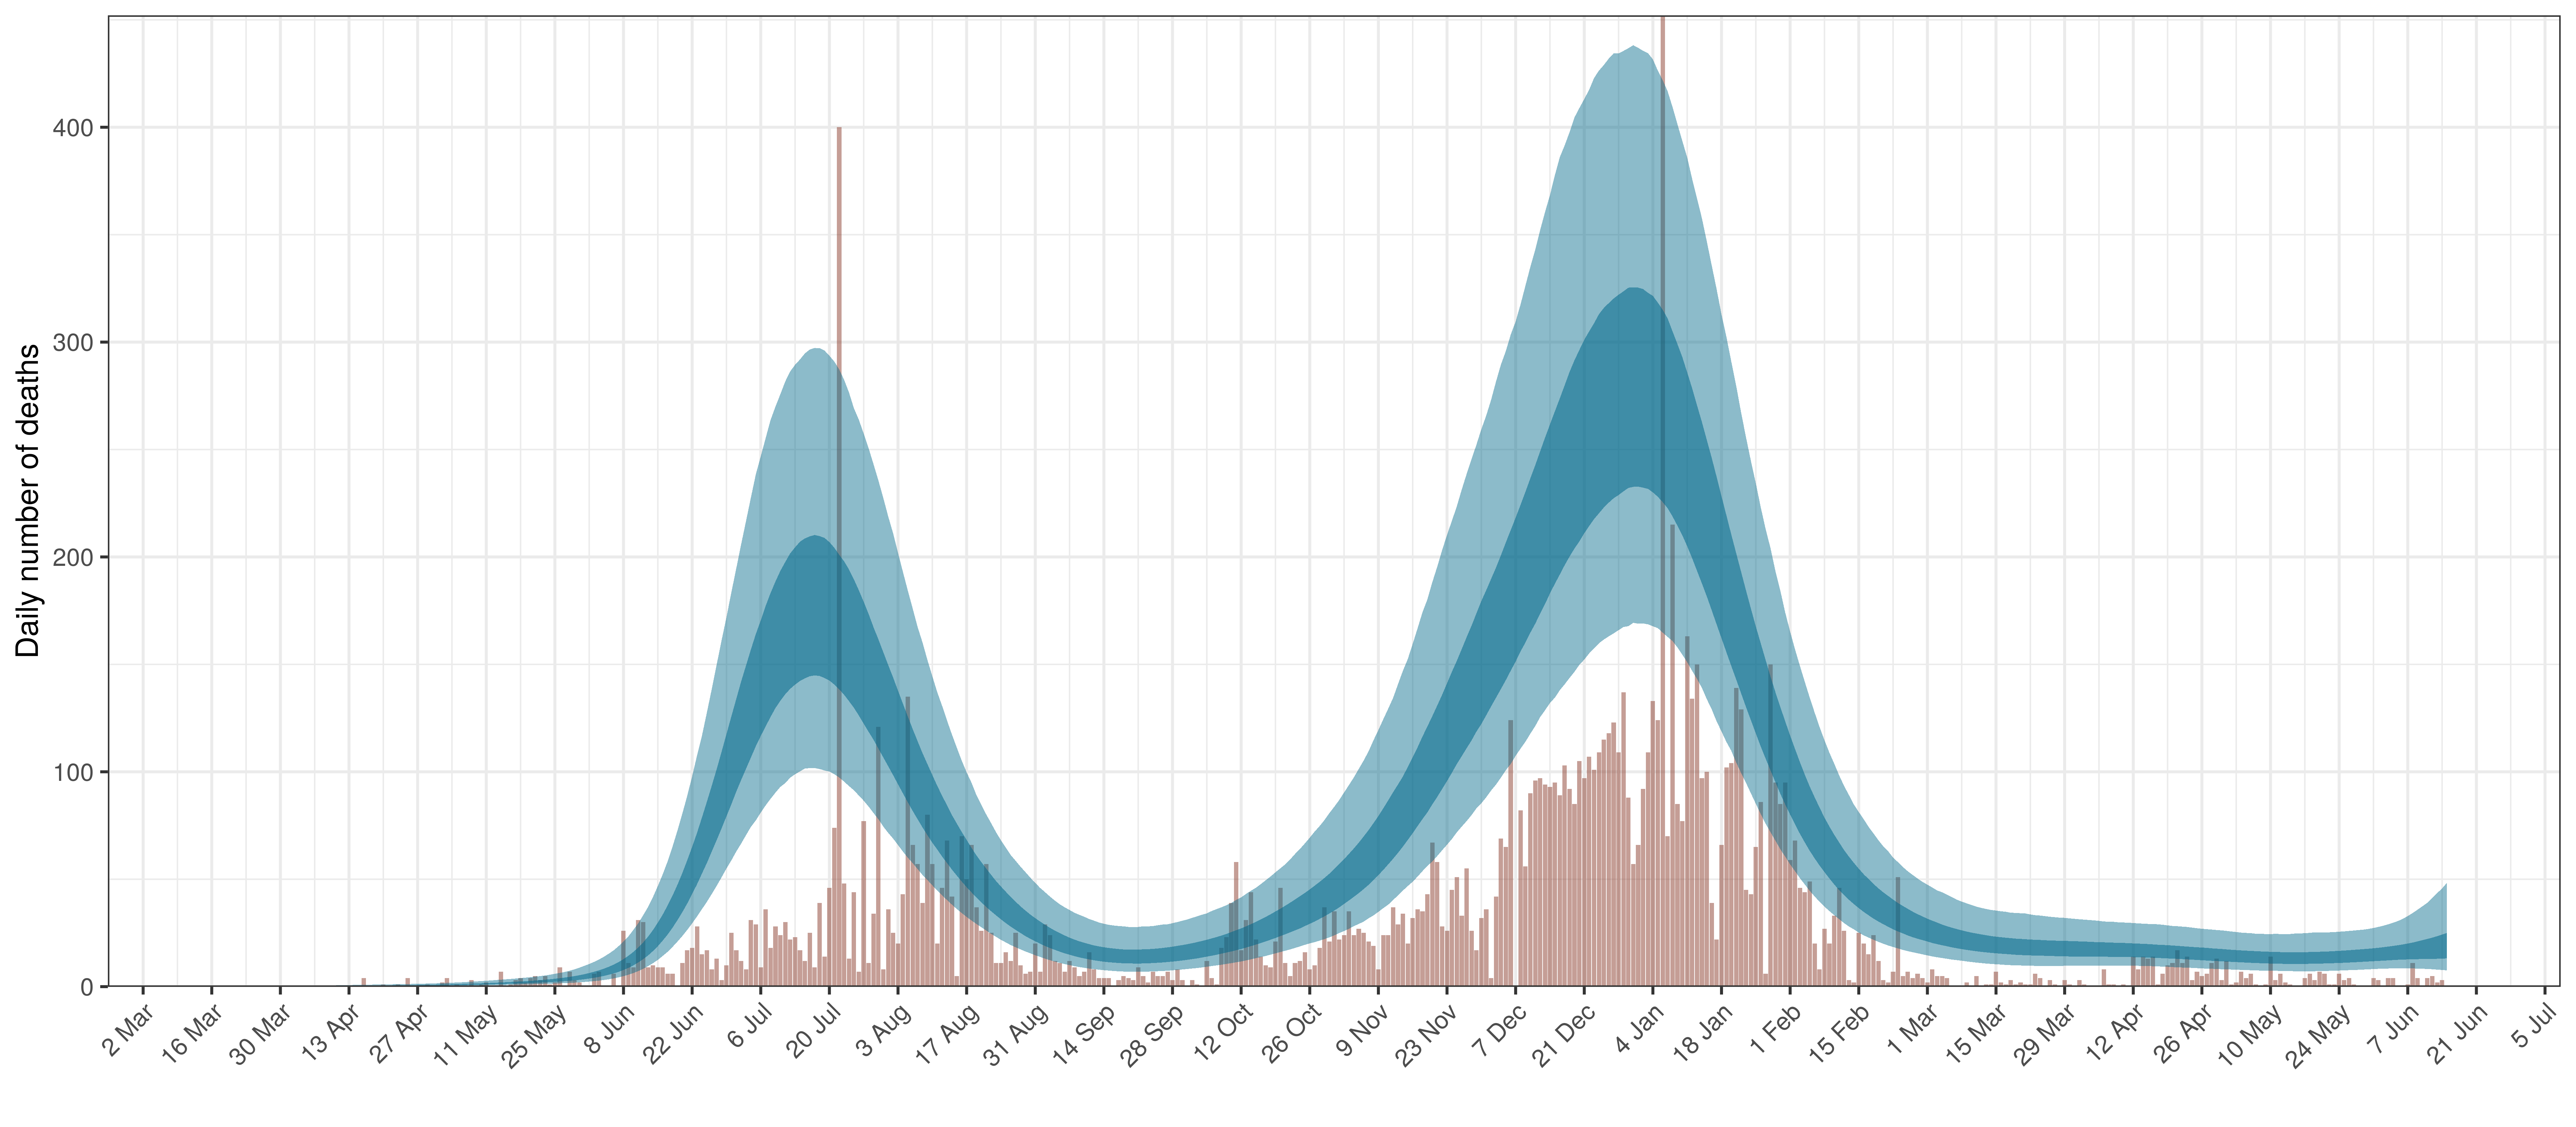 Daily number of deaths
400
300
200
100
0
2 Mar
16 Mar
30 Mar
13 Apr
27 Apr
11 May
25 May
8 Jun
22 Jun
6 Jul
20 Jul
3 Aug
17 Aug
31 Aug
14 Sep
28 Sep
12 Oct
26 Oct
9 Nov
23 Nov
7 Dec
21 Dec
4 Jan
18 Jan
1 Feb
15 Feb
1 Mar
15 Mar
29 Mar
12 Apr
26 Apr
10 May
24 May
7 Jun
21 Jun
5 Jul